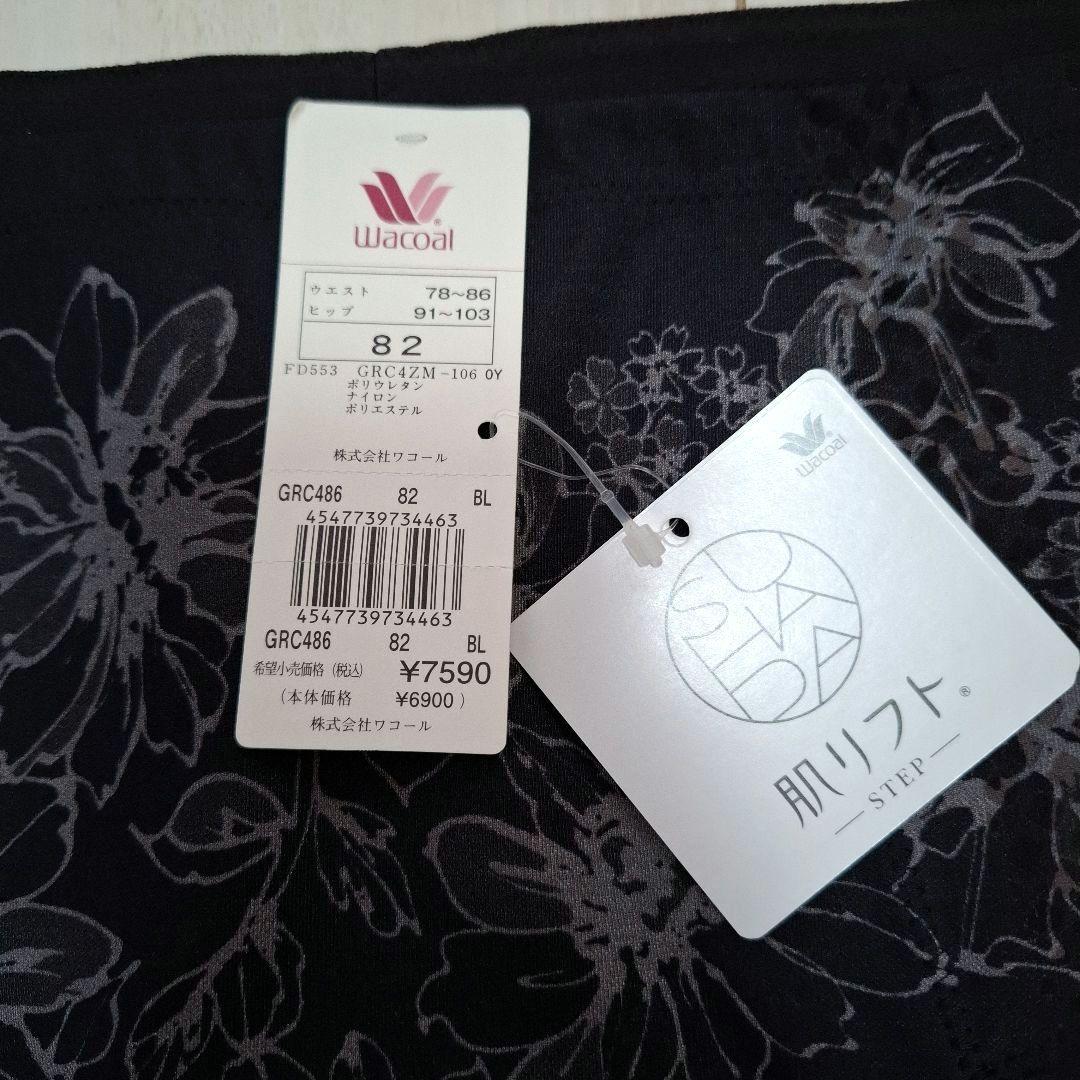 Wacoal
ウエスト 78～86
ヒップ 91～103
82
FD553 GRC4ZM-106 0Y
ポリウレタン
ナイロン
ポリエステル
株式会社ワコール
GRC486 82 BL
4547739734463
4547739734463
GRC486 82 BL
希望小売価格（税込） ¥7590
（本体価格 ¥6900）
株式会社ワコール
Wacoal
SUHADA
肌リフト®
STEP